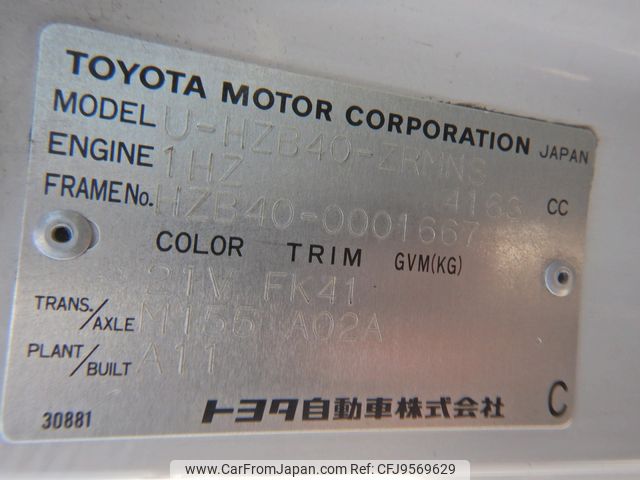 TOYOTA MOTOR CORPORATION JAPAN
MODEL U-HZB40-ZRMNS
ENGINE 1HZ 4163 CC
FRAME No. HZB40-0001667
COLOR TRIM GVM(KG)
21V FK41
TRANS./AXLE M155 A02A
PLANT/BUILT A11
30881 トヨタ自動車株式会社 C
www.CarFromJapan.com REF:CFJ9569629